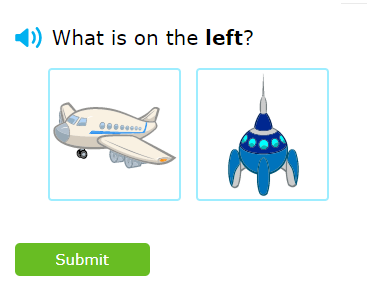 What is on the left?
Submit